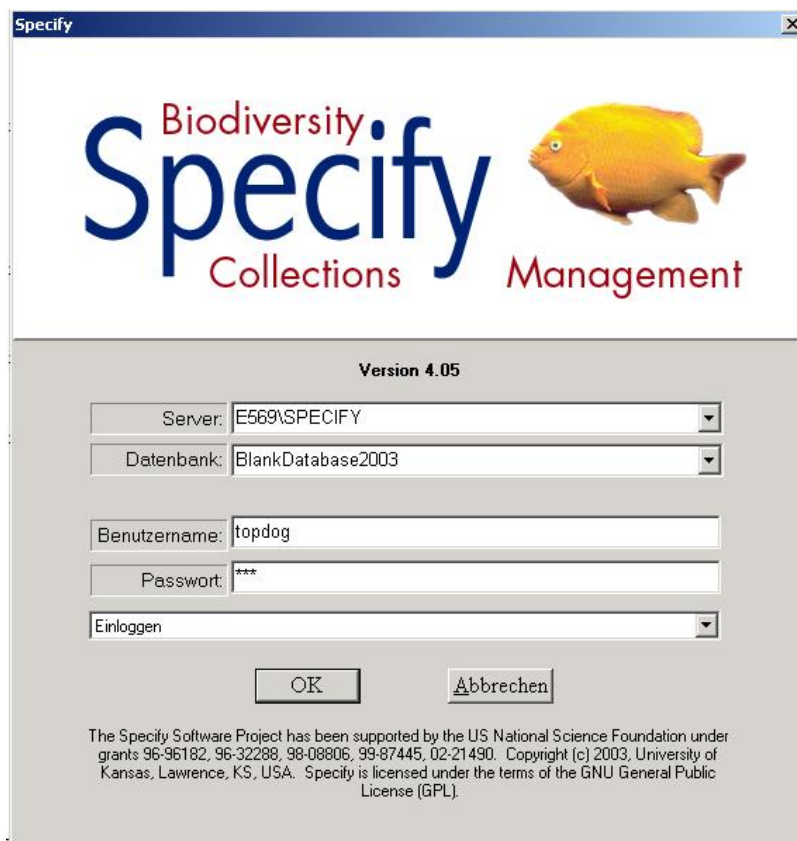 Specify
Biodiversity
Specify
Collections Management
Version 4.05
Server: E569\SPECIFY
Datenbank: BlankDatabase2003
Benutzername: topdog
Passwort: ***
Einloggen
OK Abbrechen
The Specify Software Project has been supported by the US National Science Foundation under
grants 96-96182, 96-32288, 98-08806, 99-87445, 02-21490. Copyright (c) 2003, University of
Kansas, Lawrence, KS, USA. Specify is licensed under the terms of the GNU General Public
License (GPL).